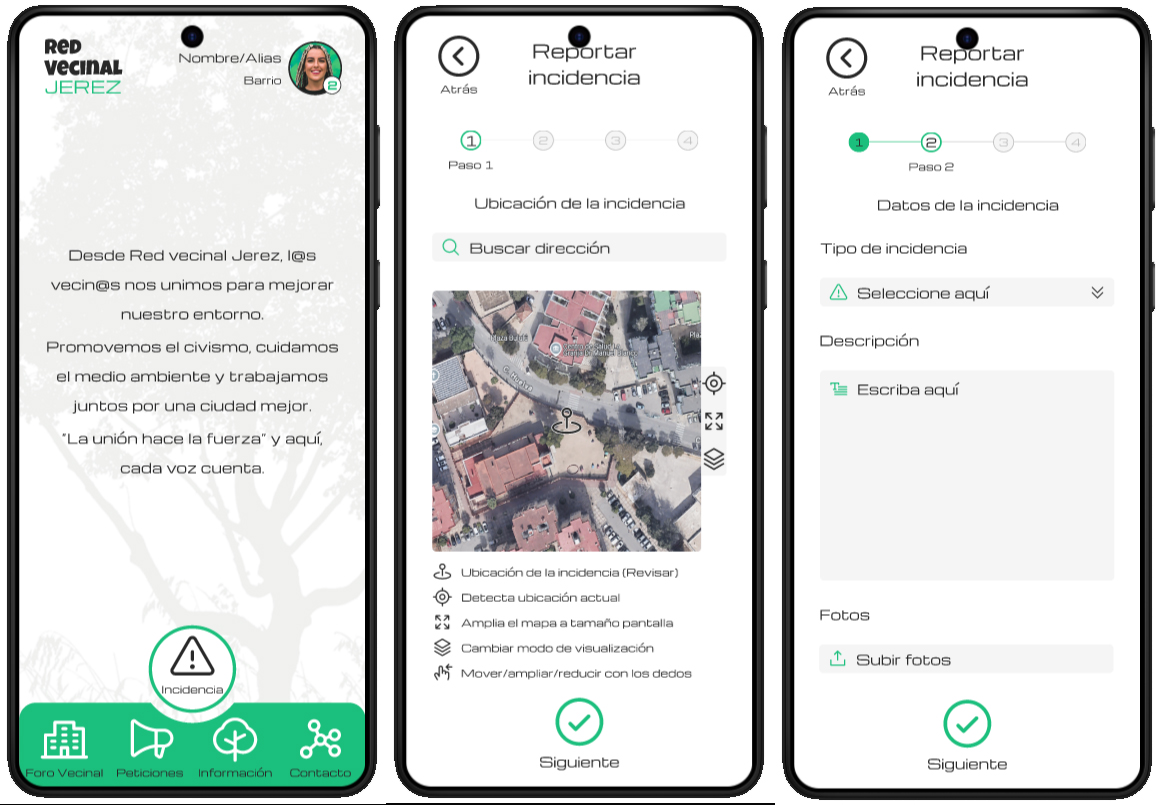 RED
VECINAL
JEREZ
Nombre/Alias
Barrio
2
Desde Red vecinal Jerez, l@s
vecin@s nos unimos para mejorar
nuestro entorno.
Promovemos el civismo, cuidamos
el medio ambiente y trabajamos
juntos por una ciudad mejor.
"La unión hace la fuerza" y aquí,
cada voz cuenta.
Incidencia
Foro Vecinal
Peticiones
Información
Contacto
Atrás
Reportar
incidencia
1
2
3
4
Paso 1
Ubicación de la incidencia
Buscar dirección
Ubicación de la incidencia (Revisar)
Detecta ubicación actual
Amplia el mapa a tamaño pantalla
Cambiar modo de visualización
Mover/ampliar/reducir con los dedos
Siguiente
Atrás
Reportar
incidencia
1
2
3
4
Paso 2
Datos de la incidencia
Tipo de incidencia
Seleccione aquí
Descripción
Escriba aquí
Fotos
Subir fotos
Siguiente